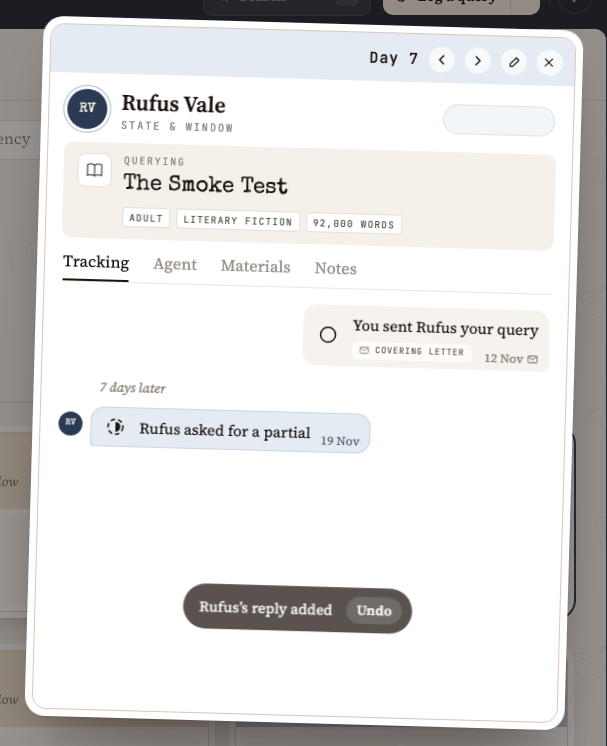 Day 7
RV
Rufus Vale
STATE & WINDOW
QUERYING
The Smoke Test
ADULT
LITERARY FICTION
92,000 WORDS
Tracking
Agent
Materials
Notes
You sent Rufus your query
COVERING LETTER
12 Nov
7 days later
RV
Rufus asked for a partial
19 Nov
Rufus's reply added
Undo